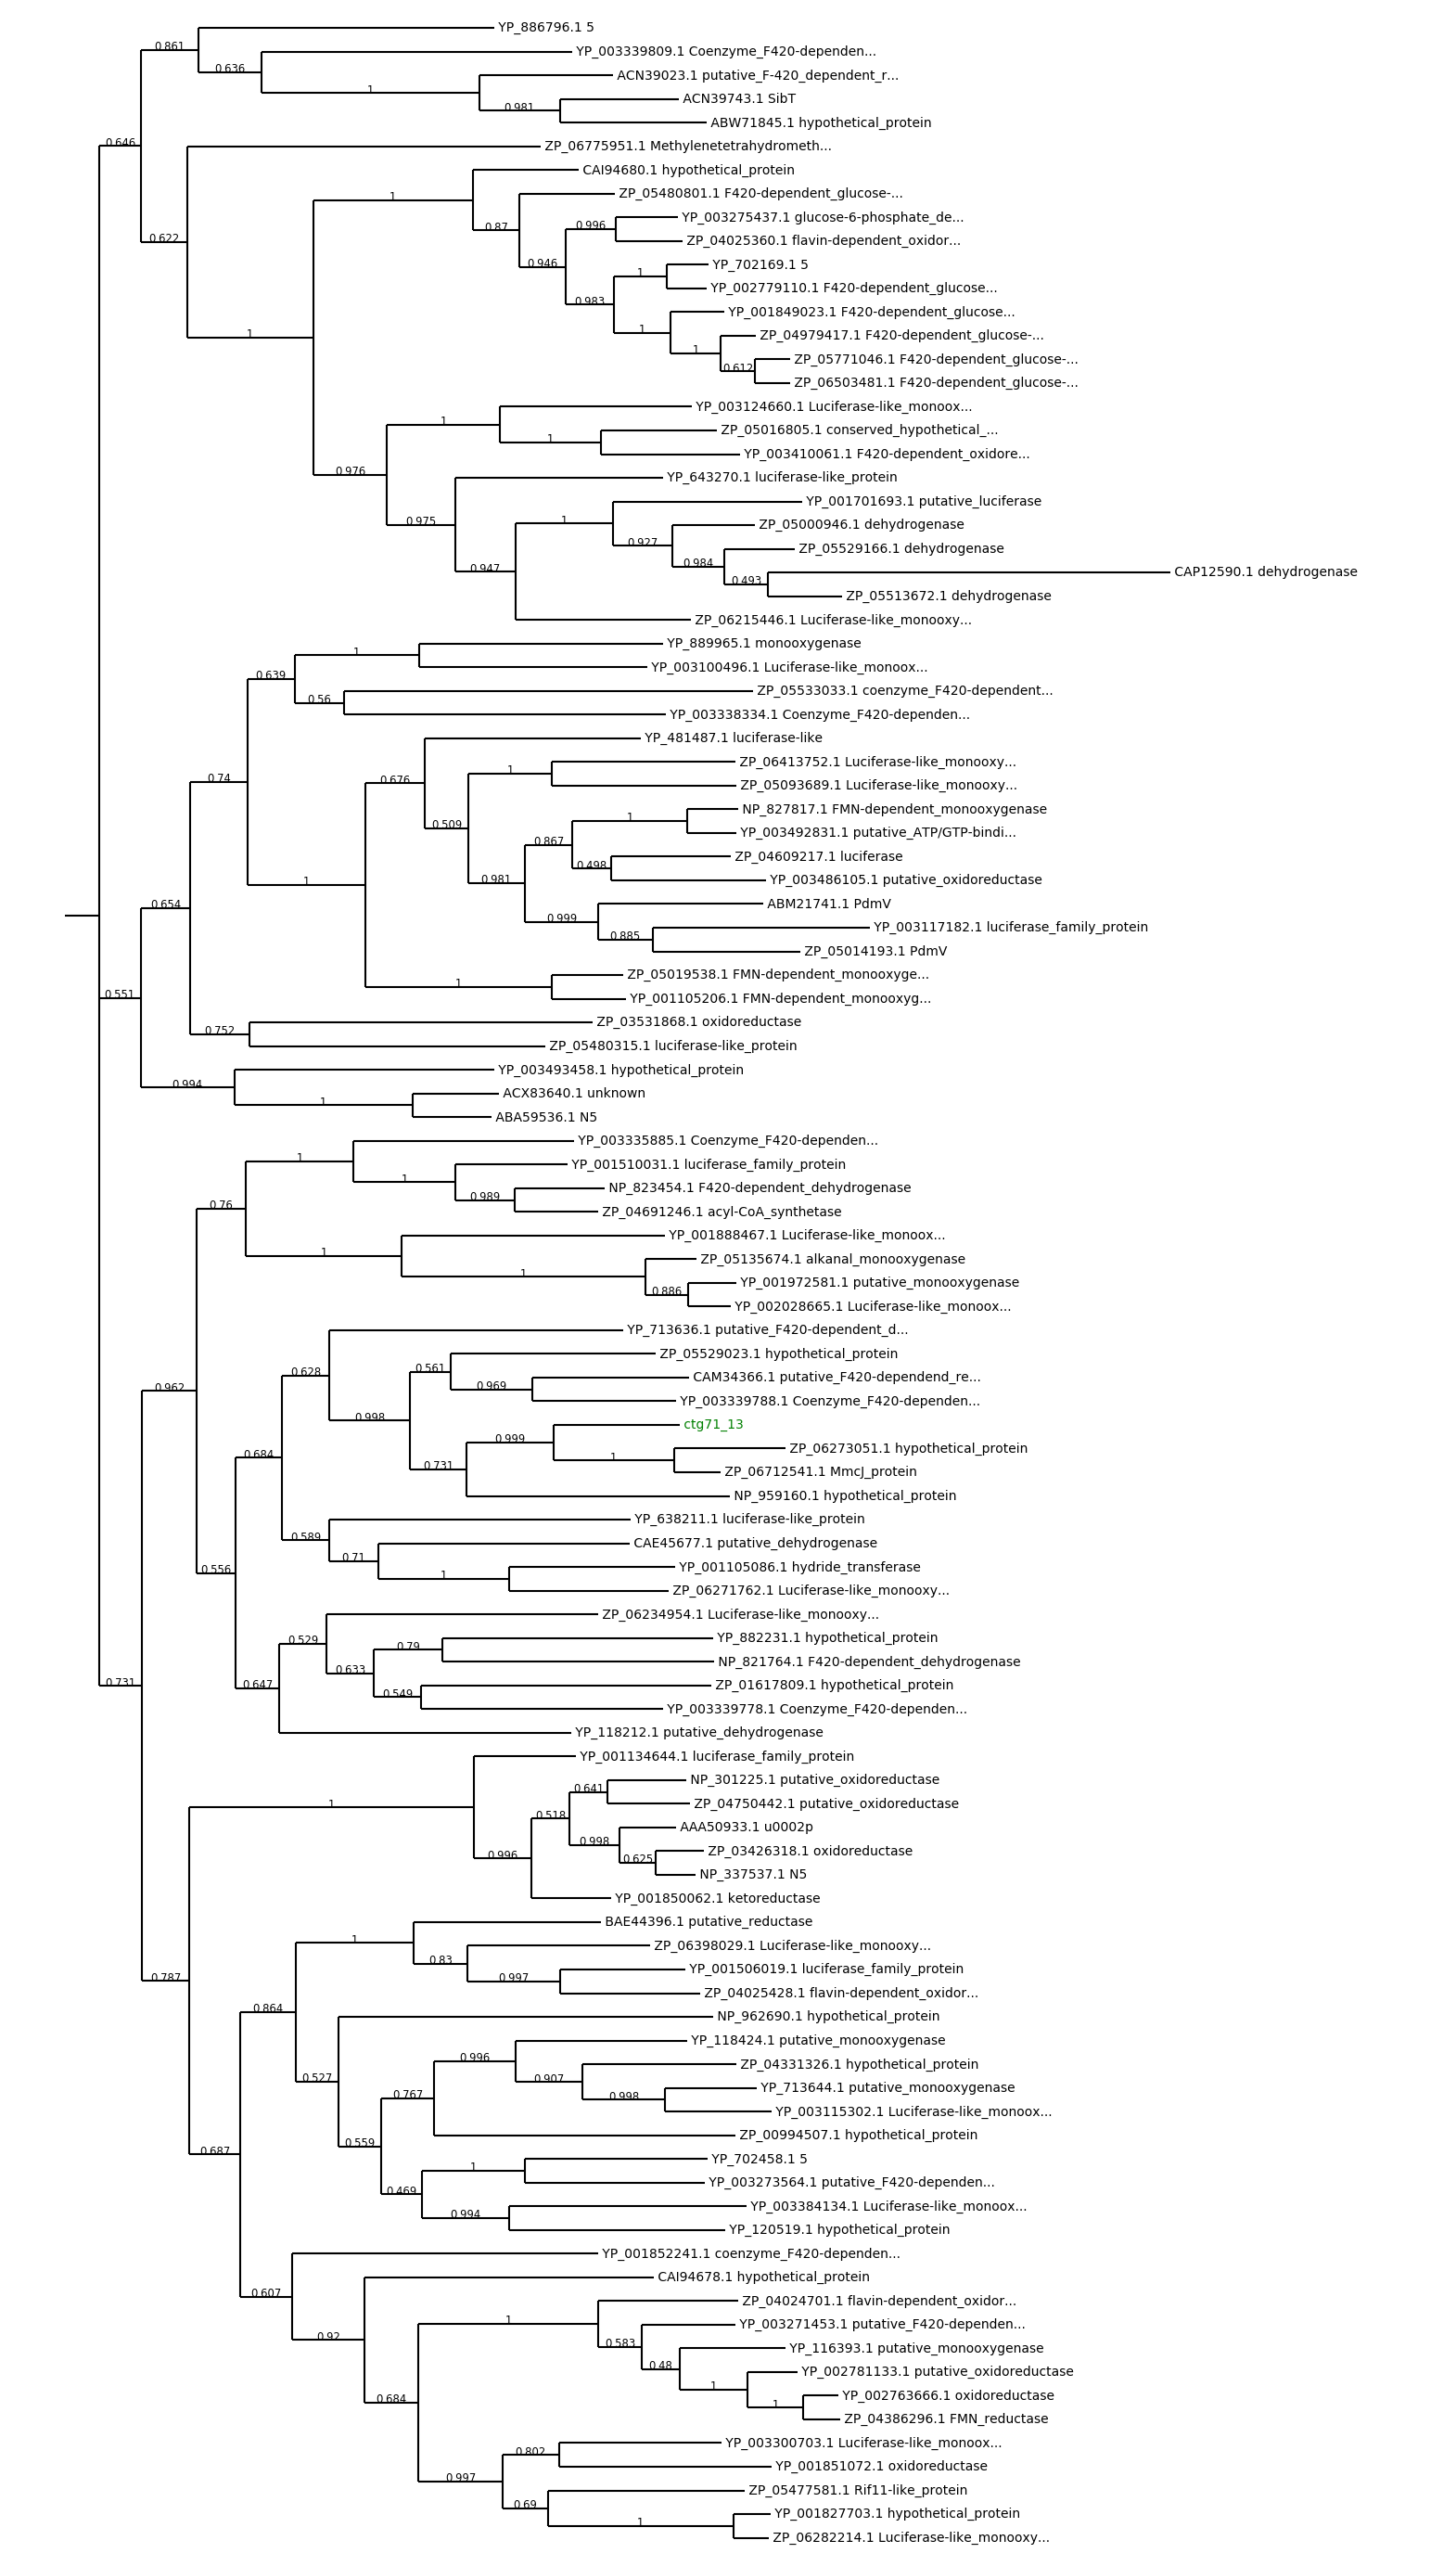 YP_886796.1 5
0.861
YP_003339809.1 Coenzyme_F420-dependen...
0.636
ACN39023.1 putative_F-420_dependent_r...
1
ACN39743.1 SibT
0.981
ABW71845.1 hypothetical_protein
0.646
ZP_06775951.1 Methylenetetrahydrometh...
CAI94680.1 hypothetical_protein
1
ZP_05480801.1 F420-dependent_glucose-...
YP_003275437.1 glucose-6-phosphate_de...
0.87
0.996
ZP_04025360.1 flavin-dependent_oxidor...
0.622
0.946
YP_702169.1 5
1
YP_002779110.1 F420-dependent_glucose...
0.983
YP_001849023.1 F420-dependent_glucose...
1
1
ZP_04979417.1 F420-dependent_glucose-...
1
ZP_05771046.1 F420-dependent_glucose-...
0.612
ZP_06503481.1 F420-dependent_glucose-...
YP_003124660.1 Luciferase-like_monoox...
1
ZP_05016805.1 conserved_hypothetical_...
1
YP_003410061.1 F420-dependent_oxidore...
0.976
YP_643270.1 luciferase-like_protein
YP_001701693.1 putative_luciferase
0.975
1
ZP_05000946.1 dehydrogenase
0.927
ZP_05529166.1 dehydrogenase
0.947
0.984
CAP12590.1 dehydrogenase
0.493
ZP_05513672.1 dehydrogenase
ZP_06215446.1 Luciferase-like_monooxy...
YP_889965.1 monooxygenase
1
YP_003100496.1 Luciferase-like_monoox...
0.639
ZP_05533033.1 coenzyme_F420-dependent...
0.56
YP_003338334.1 Coenzyme_F420-dependen...
YP_481487.1 luciferase-like
ZP_06413752.1 Luciferase-like_monooxy...
1
0.74
0.676
ZP_05093689.1 Luciferase-like_monooxy...
NP_827817.1 FMN-dependent_monooxygenase
1
0.509
YP_003492831.1 putative_ATP/GTP-bindi...
0.867
ZP_04609217.1 luciferase
0.498
YP_003486105.1 putative_oxidoreductase
1
0.981
ABM21741.1 PdmV
0.654
0.999
YP_003117182.1 luciferase_family_protein
0.885
ZP_05014193.1 PdmV
ZP_05019538.1 FMN-dependent_monooxyge...
1
0.551
YP_001105206.1 FMN-dependent_monooxyg...
ZP_03531868.1 oxidoreductase
0.752
ZP_05480315.1 luciferase-like_protein
YP_003493458.1 hypothetical_protein
0.994
ACX83640.1 unknown
1
ABA59536.1 N5
YP_003335885.1 Coenzyme_F420-dependen...
1
YP_001510031.1 luciferase_family_protein
1
NP_823454.1 F420-dependent_dehydrogenase
0.989
0.76
ZP_04691246.1 acyl-CoA_synthetase
YP_001888467.1 Luciferase-like_monoox...
1
ZP_05135674.1 alkanal_monooxygenase
1
YP_001972581.1 putative_monooxygenase
0.886
YP_002028665.1 Luciferase-like_monoox...
YP_713636.1 putative_F420-dependent_d...
ZP_05529023.1 hypothetical_protein
0.628
0.561
CAM34366.1 putative_F420-dependend_re...
0.962
0.969
YP_003339788.1 Coenzyme_F420-dependen...
0.998
ctg71_13
0.999
ZP_06273051.1 hypothetical_protein
0.684
1
0.731
ZP_06712541.1 MmcJ_protein
NP_959160.1 hypothetical_protein
YP_638211.1 luciferase-like_protein
0.589
CAE45677.1 putative_dehydrogenase
0.71
YP_001105086.1 hydride_transferase
0.556
1
ZP_06271762.1 Luciferase-like_monooxy...
ZP_06234954.1 Luciferase-like_monooxy...
0.529
YP_882231.1 hypothetical_protein
0.79
NP_821764.1 F420-dependent_dehydrogenase
0.633
0.731
0.647
ZP_01617809.1 hypothetical_protein
0.549
YP_003339778.1 Coenzyme_F420-dependen...
YP_118212.1 putative_dehydrogenase
YP_001134644.1 luciferase_family_protein
NP_301225.1 putative_oxidoreductase
0.641
1
ZP_04750442.1 putative_oxidoreductase
0.518
AAA50933.1 u0002p
0.998
ZP_03426318.1 oxidoreductase
0.996
0.625
NP_337537.1 N5
YP_001850062.1 ketoreductase
BAE44396.1 putative_reductase
1
ZP_06398029.1 Luciferase-like_monooxy...
0.83
YP_001506019.1 luciferase_family_protein
0.787
0.997
ZP_04025428.1 flavin-dependent_oxidor...
0.864
NP_962690.1 hypothetical_protein
YP_118424.1 putative_monooxygenase
0.996
ZP_04331326.1 hypothetical_protein
0.527
0.907
YP_713644.1 putative_monooxygenase
0.767
0.998
YP_003115302.1 Luciferase-like_monoox...
ZP_00994507.1 hypothetical_protein
0.559
0.687
YP_702458.1 5
1
YP_003273564.1 putative_F420-dependen...
0.469
YP_003384134.1 Luciferase-like_monoox...
0.994
YP_120519.1 hypothetical_protein
YP_001852241.1 coenzyme_F420-dependen...
CAI94678.1 hypothetical_protein
0.607
ZP_04024701.1 flavin-dependent_oxidor...
1
YP_003271453.1 putative_F420-dependen...
0.92
0.583
YP_116393.1 putative_monooxygenase
0.48
YP_002781133.1 putative_oxidoreductase
1
YP_002763666.1 oxidoreductase
0.684
1
ZP_04386296.1 FMN_reductase
YP_003300703.1 Luciferase-like_monoox...
0.802
YP_001851072.1 oxidoreductase
0.997
ZP_05477581.1 Rif11-like_protein
0.69
YP_001827703.1 hypothetical_protein
1
ZP_06282214.1 Luciferase-like_monooxy...